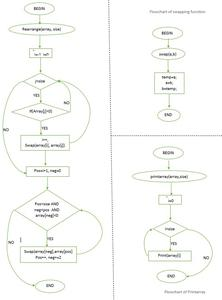 BEGIN
Rearrange(array, size)
i=-1  j=0
j<size
YES
NO
if(Array[j]<0)
YES
i++,
Swap(array[i], array[j])
Pos=i+1, neg=0
Pos<size AND
neg<pos AND
array[neg]<0
NO
YES
Swap(array[neg],array[pos]
Pos++, neg+=2
END
Flowchart of swapping function
BEGIN
swap(a,b)
temp=a;
a=b;
b=temp;
END
BEGIN
printarray(array,size)
i=0
i<size
YES
NO
Print(array[i])
END
Flowchart of Printarray